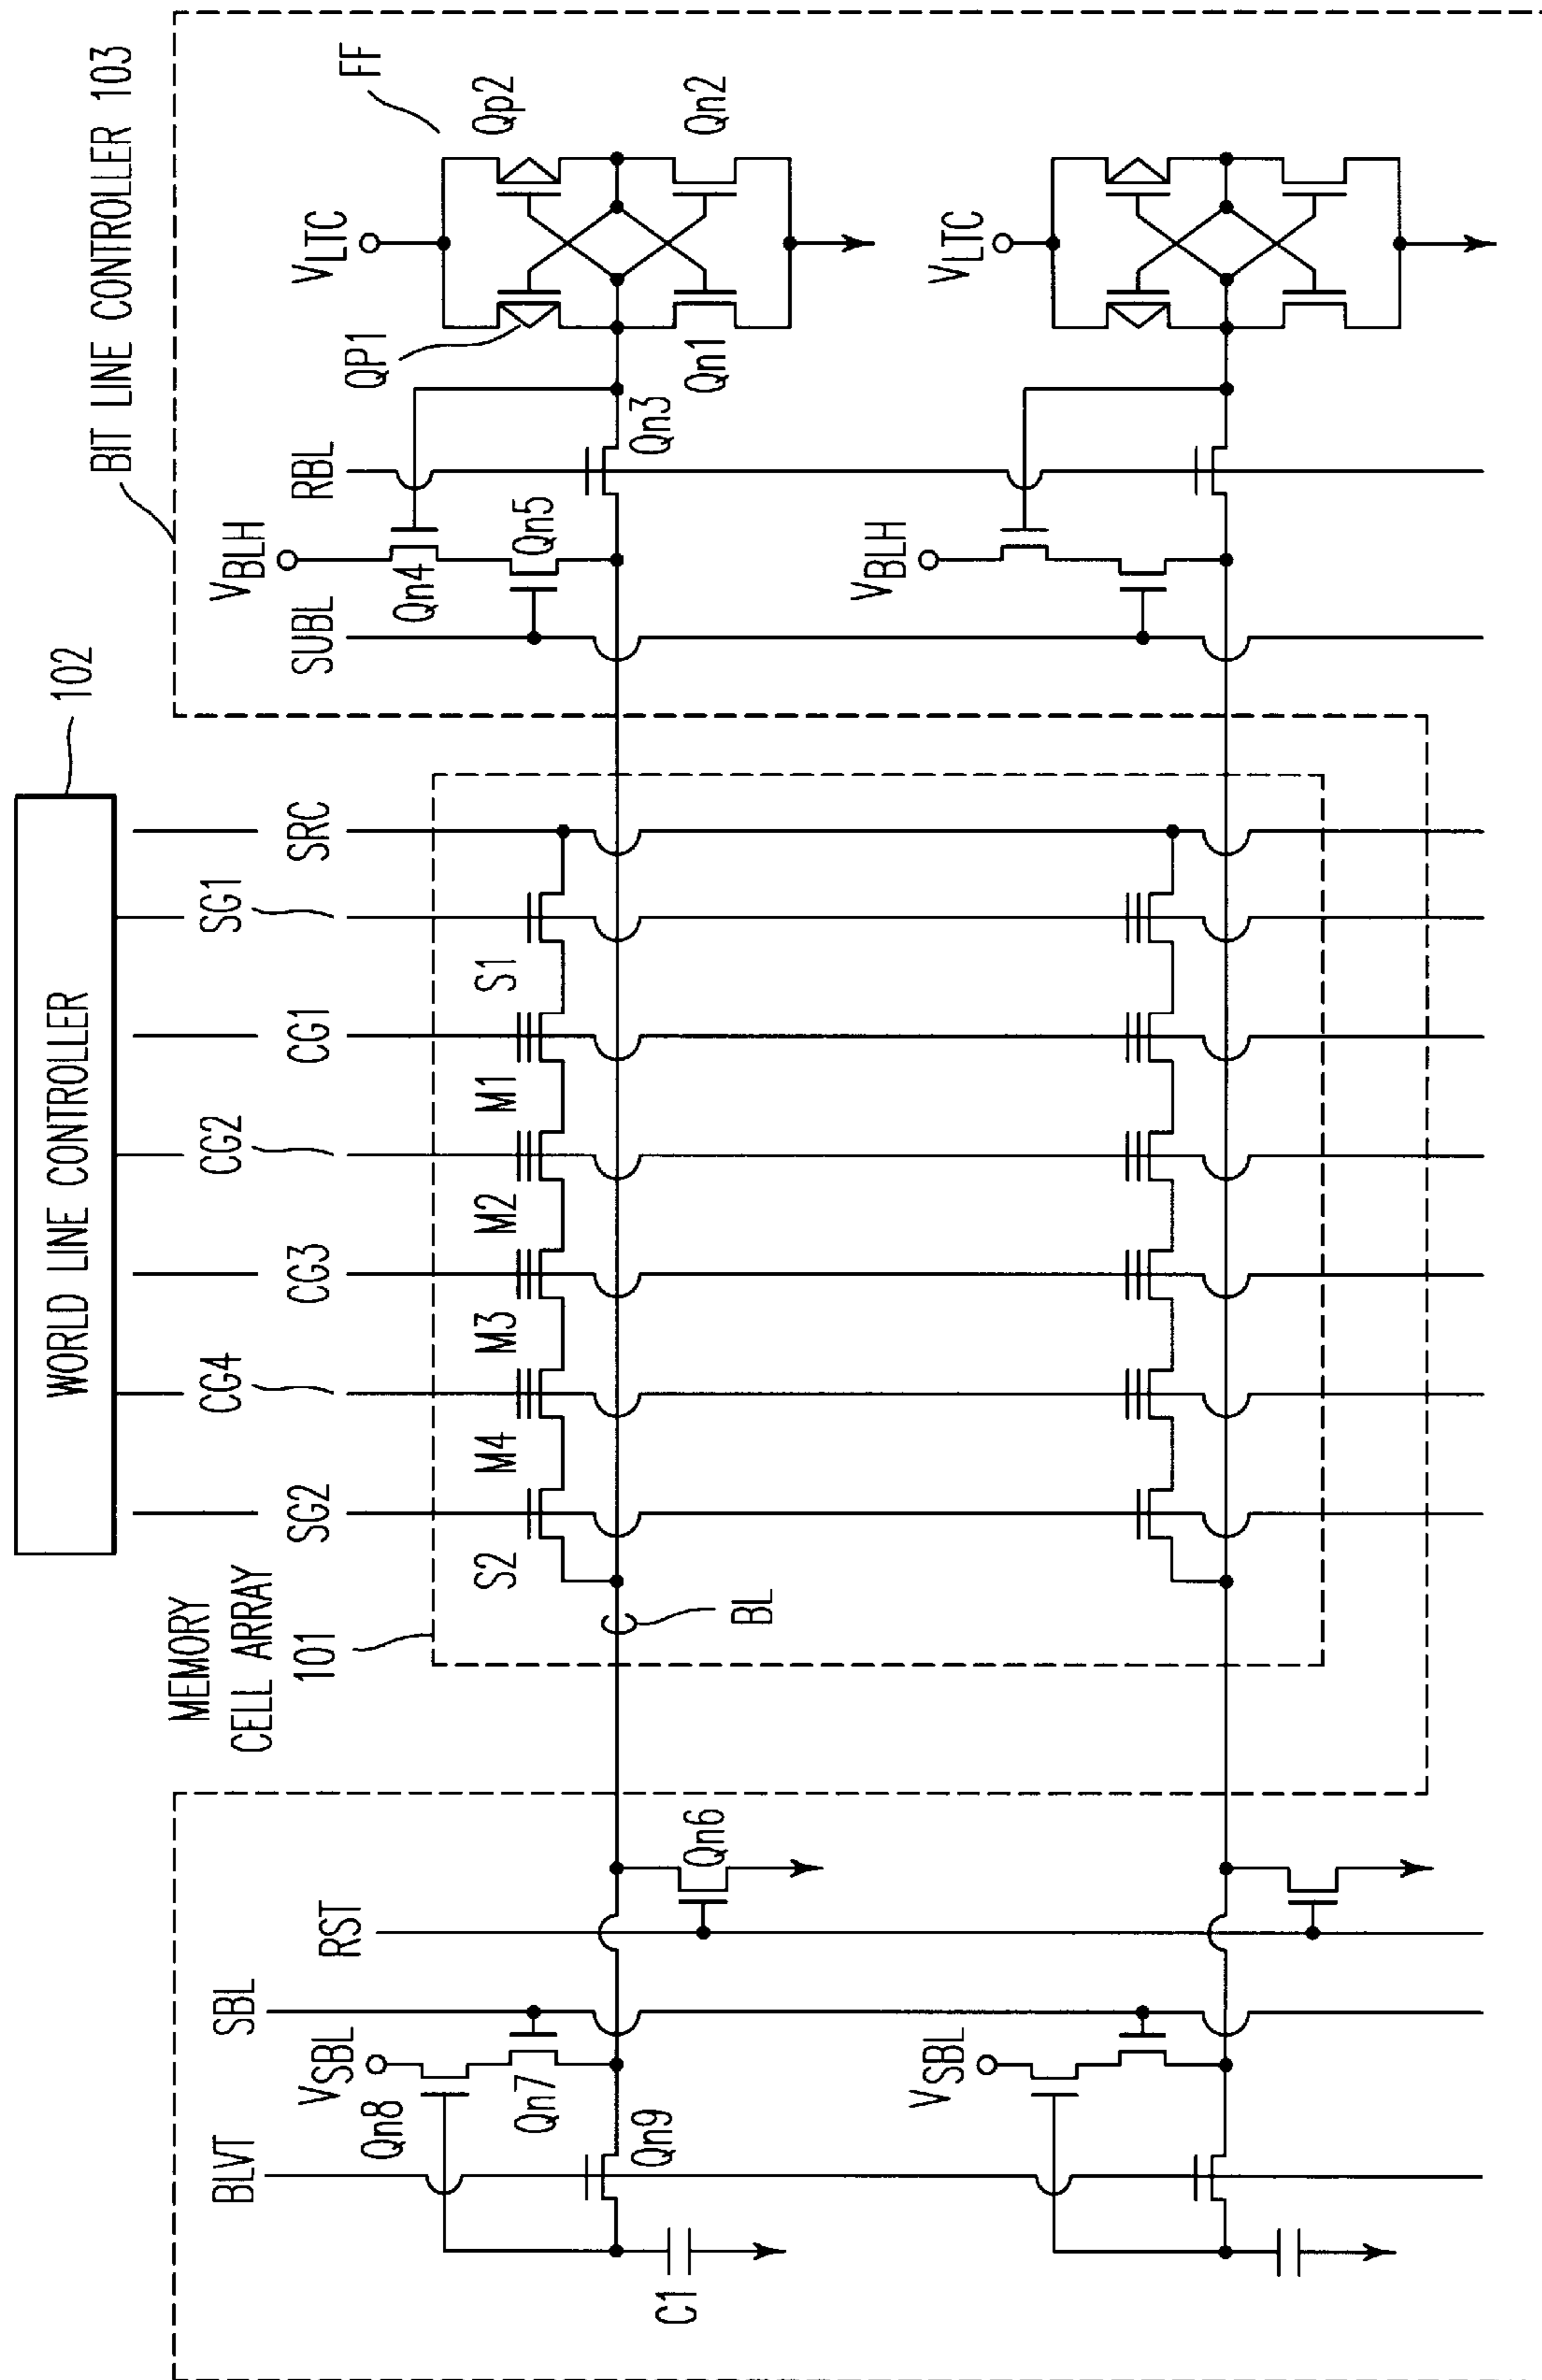 BIT LINE CONTROLLER 103
FF
VLTC
QP1
Qp2
Qn1
Qn2
VLTC
RBL
Qn3
VBLH
Qn4
Qn5
VBLH
SUBL
102
WORLD LINE CONTROLLER
SRC
SG1
CG1
CG2
CG3
CG4
SG2
S1
M1
M2
M3
M4
S2
BL
MEMORY
CELL ARRAY
101
RST
Qn6
SBL
VSBL
Qn8
Qn7
VSBL
BLVT
Qn9
C1